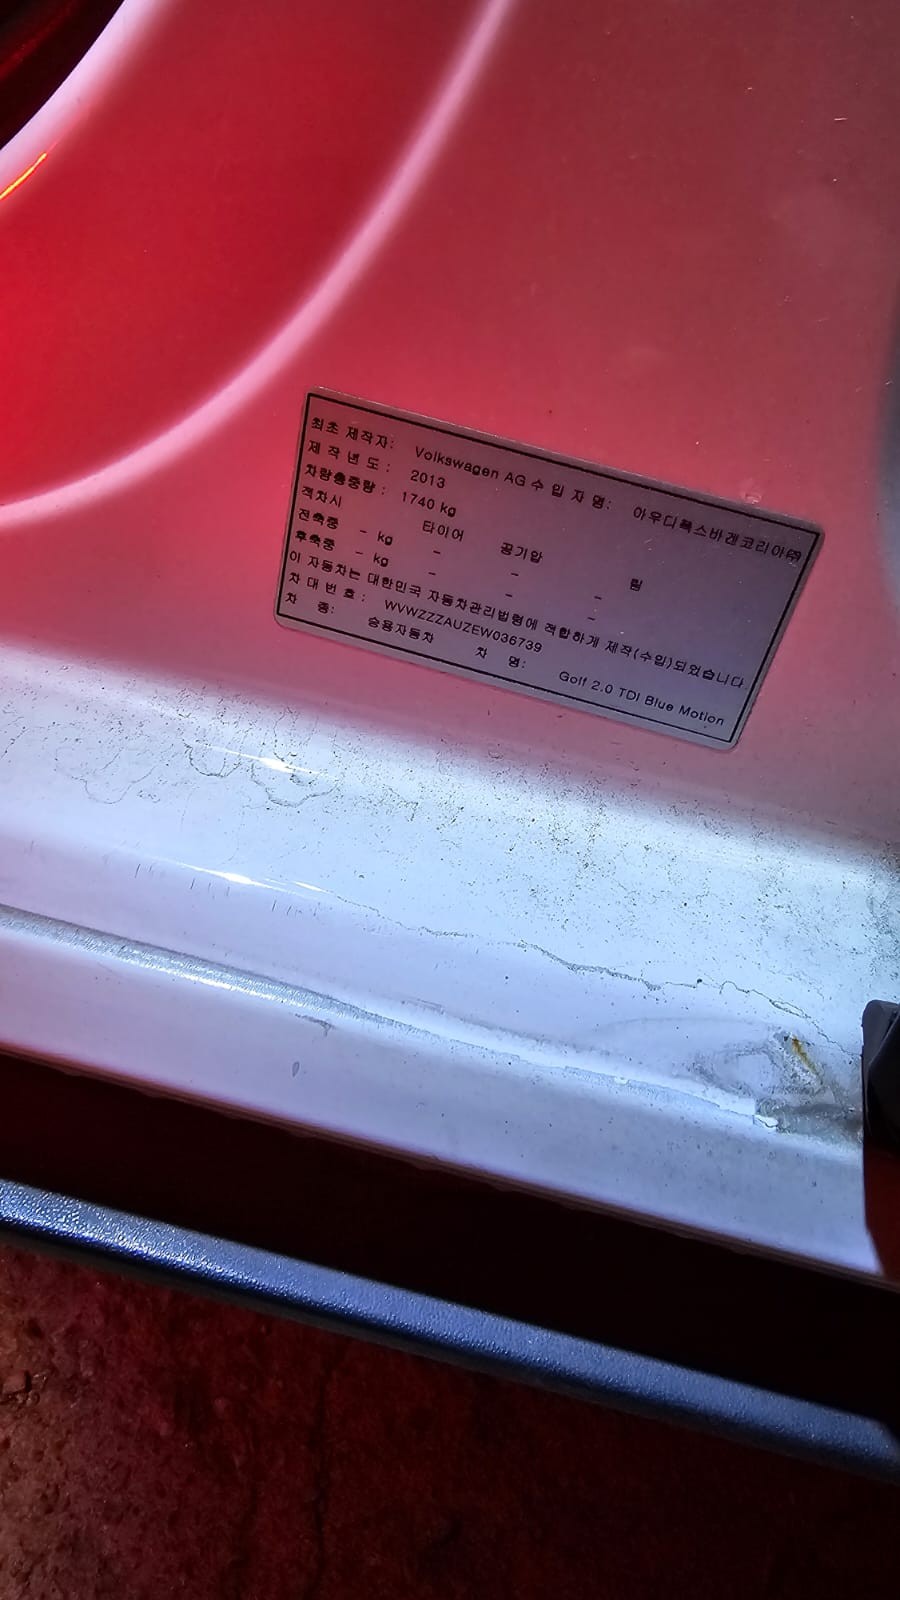 최초 제작자: Volkswagen AG 수 입 자 명: 아우디폭스바겐코리아㈜
제 작 년 도 : 2013
차량총중량 : 1740 kg
적차시 타이어 공기압 림
전축중 - kg - - -
후축중 - kg - - -
이 자동차는 대한민국 자동차관리법령에 적합하게 제작(수입)되었습니다
차 대 번 호 : WVWZZZAUZEW036739
차 종: 승용자동차 차 명: Golf 2.0 TDI Blue Motion